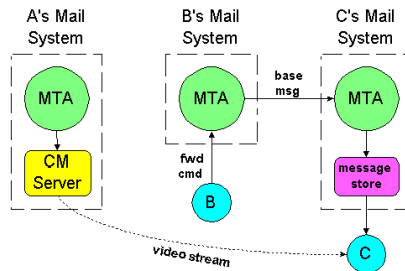 A's Mail
System
B's Mail
System
C's Mail
System
MTA
MTA
MTA
base
msg
CM
Server
fwd
cmd
message
store
B
C
video stream